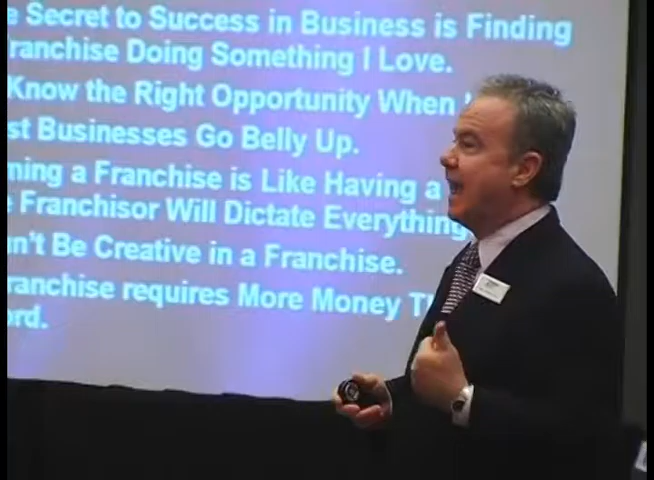 e Secret to Success in Business is Finding
ranchise Doing Something I Love.
Know the Right Opportunity When
st Businesses Go Belly Up.
ning a Franchise is Like Having a
e Franchisor Will Dictate Everything
n't Be Creative in a Franchise.
ranchise requires More Money T
ord.